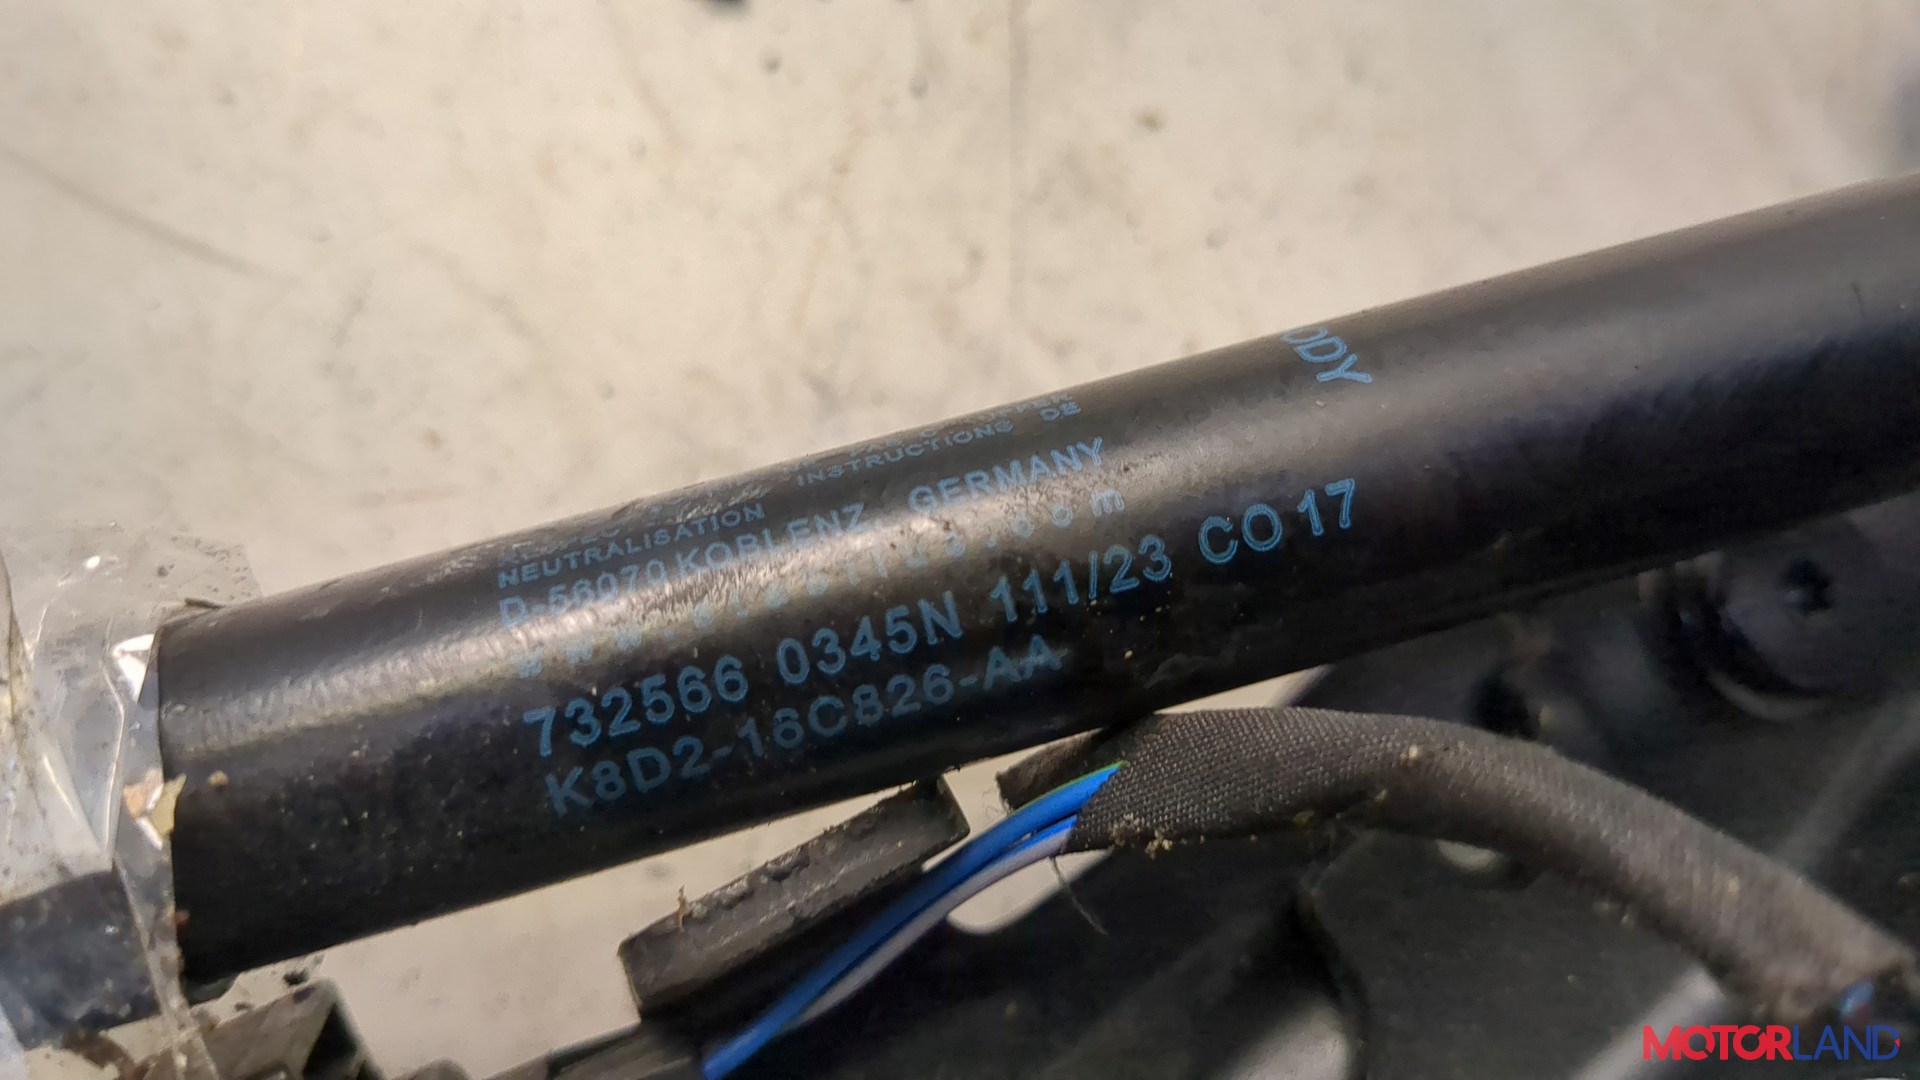 INSTRUCTIONS DE
NEUTRALISATION
D-56070 KOBLENZ GERMANY
732566 0345N 111/23 CO 17
K8D2-16C826-AA
ODY
MOTORLAND